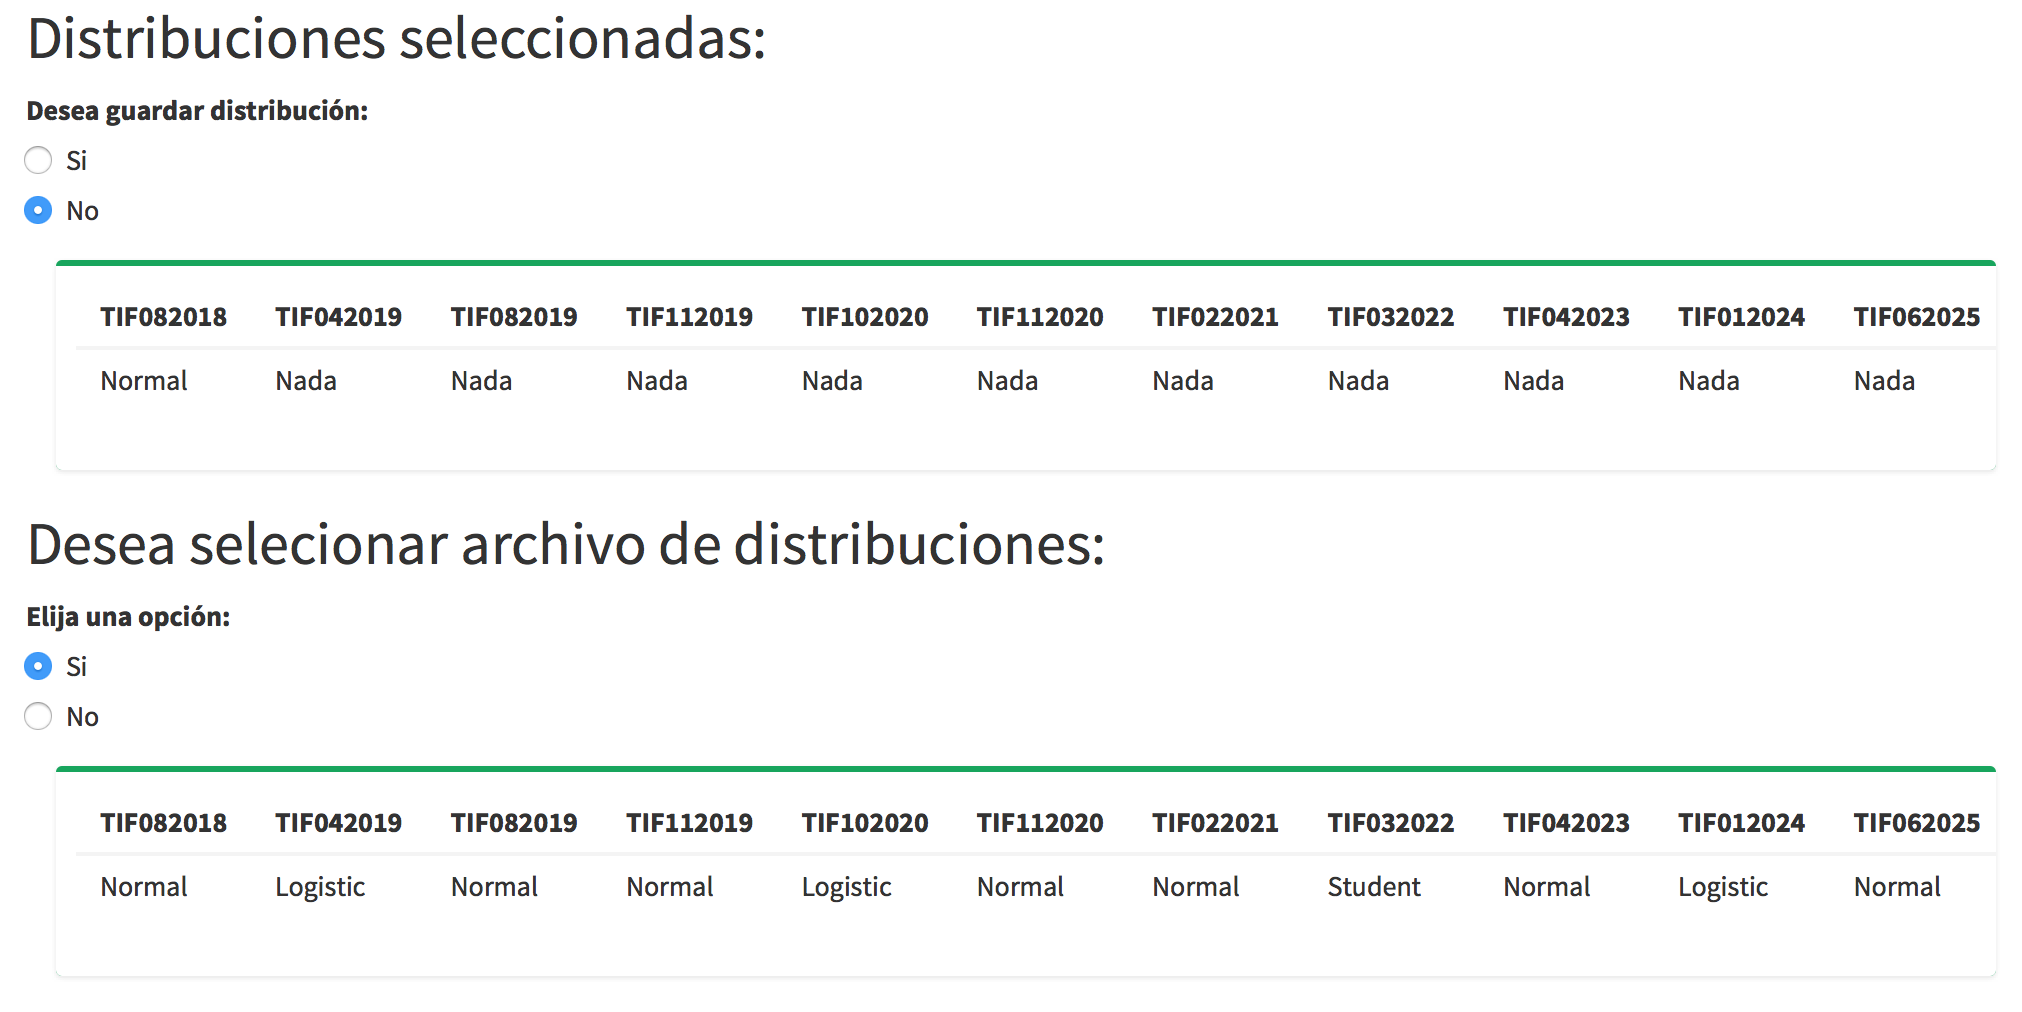 Distribuciones seleccionadas:
Desea guardar distribución:
Si
No
TIF082018 TIF042019 TIF082019 TIF112019 TIF102020 TIF112020 TIF022021 TIF032022 TIF042023 TIF012024 TIF062025
Normal Nada Nada Nada Nada Nada Nada Nada Nada Nada Nada
Desea selecionar archivo de distribuciones:
Elija una opción:
Si
No
TIF082018 TIF042019 TIF082019 TIF112019 TIF102020 TIF112020 TIF022021 TIF032022 TIF042023 TIF012024 TIF062025
Normal Logistic Normal Normal Logistic Normal Normal Student Normal Logistic Normal